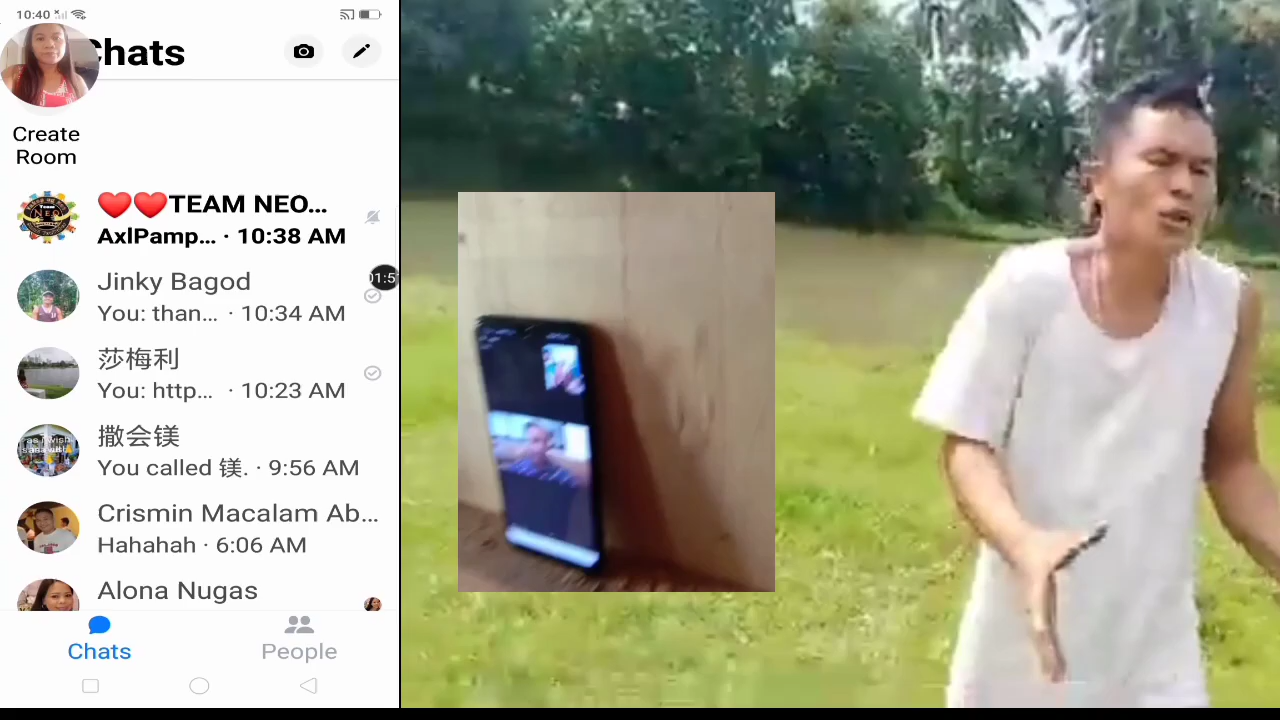 10:40
Chats
Create
Room
❤️❤️TEAM NEO...
AxlPamp... · 10:38 AM
Jinky Bagod
You: than... · 10:34 AM
莎梅利
You: http... · 10:23 AM
撒会镁
You called 镁. · 9:56 AM
Crismin Macalam Ab...
Hahahah · 6:06 AM
Alona Nugas
Chats
People